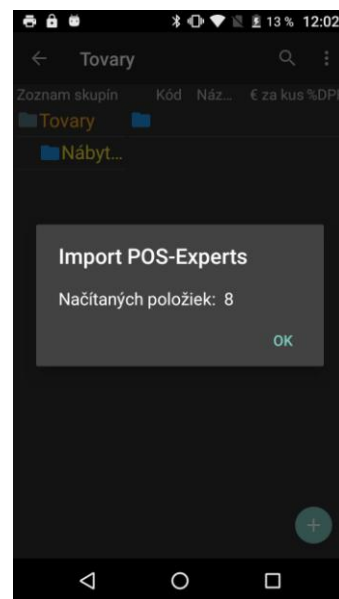 13 % 12:02
Tovary
Zoznam skupín Kód Náz... € za kus %DPH
Tovary
Nábyt...
Import POS-Experts
Načítaných položiek: 8
OK